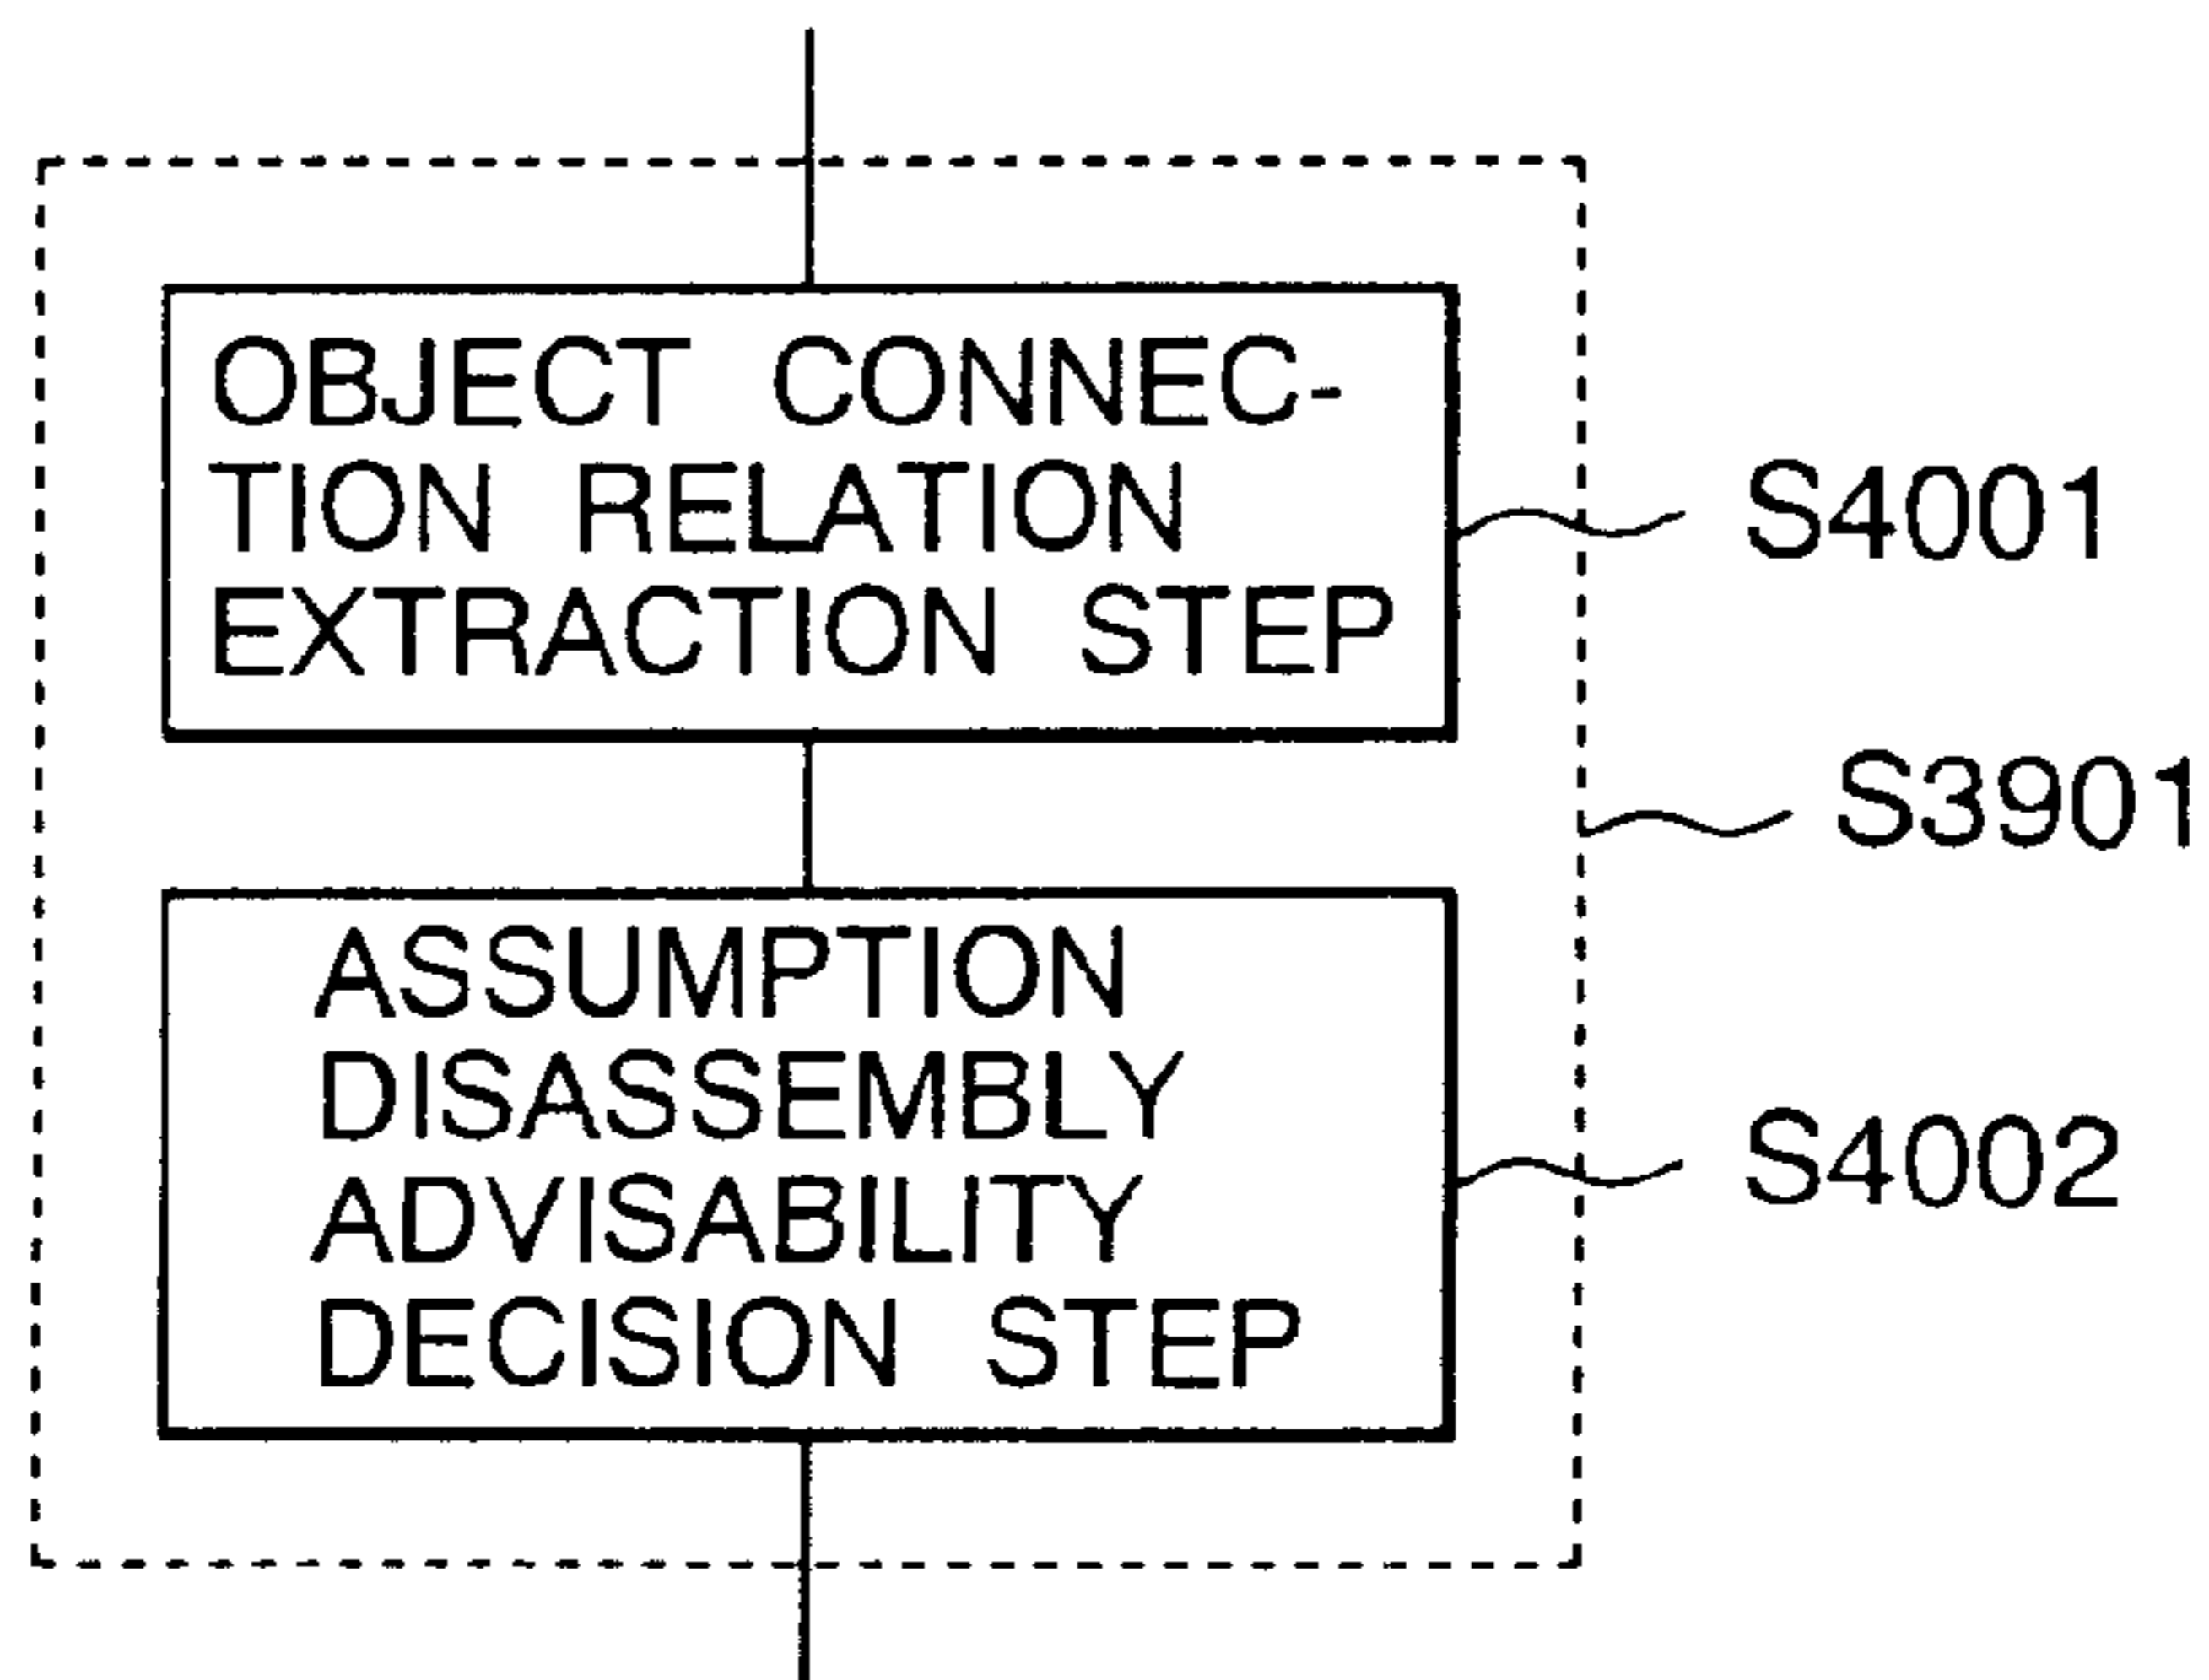 OBJECT CONNEC-
TION RELATION
EXTRACTION STEP
S4001
S3901
ASSUMPTION
DISASSEMBLY
ADVISABILITY
DECISION STEP
S4002